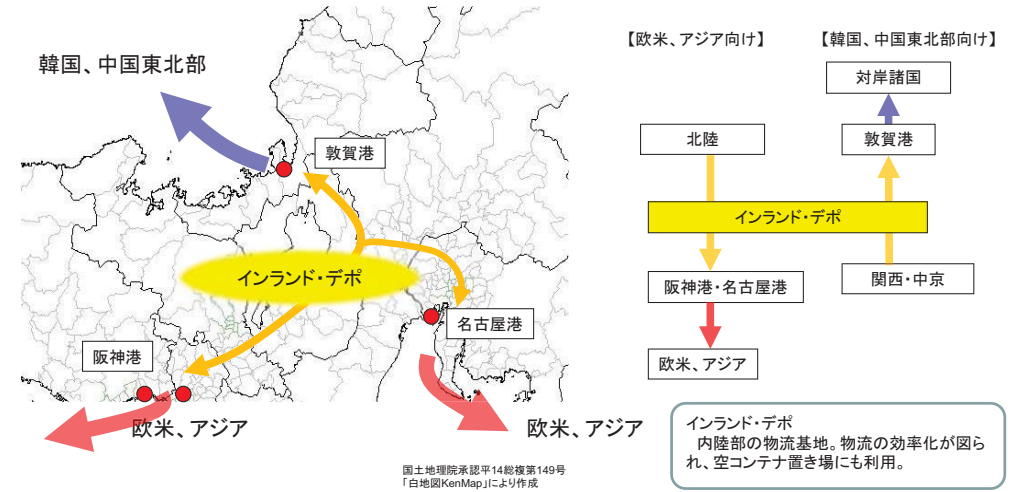 韓国、中国東北部
敦賀港
インランド・デポ
名古屋港
阪神港
欧米、アジア
欧米、アジア
国土地理院承認平14総複第149号
「白地図KenMap」により作成
【欧米、アジア向け】
北陸
インランド・デポ
阪神港・名古屋港
欧米、アジア
【韓国、中国東北部向け】
対岸諸国
敦賀港
関西・中京
インランド・デポ
内陸部の物流基地。物流の効率化が図ら
れ、空コンテナ置き場にも利用。